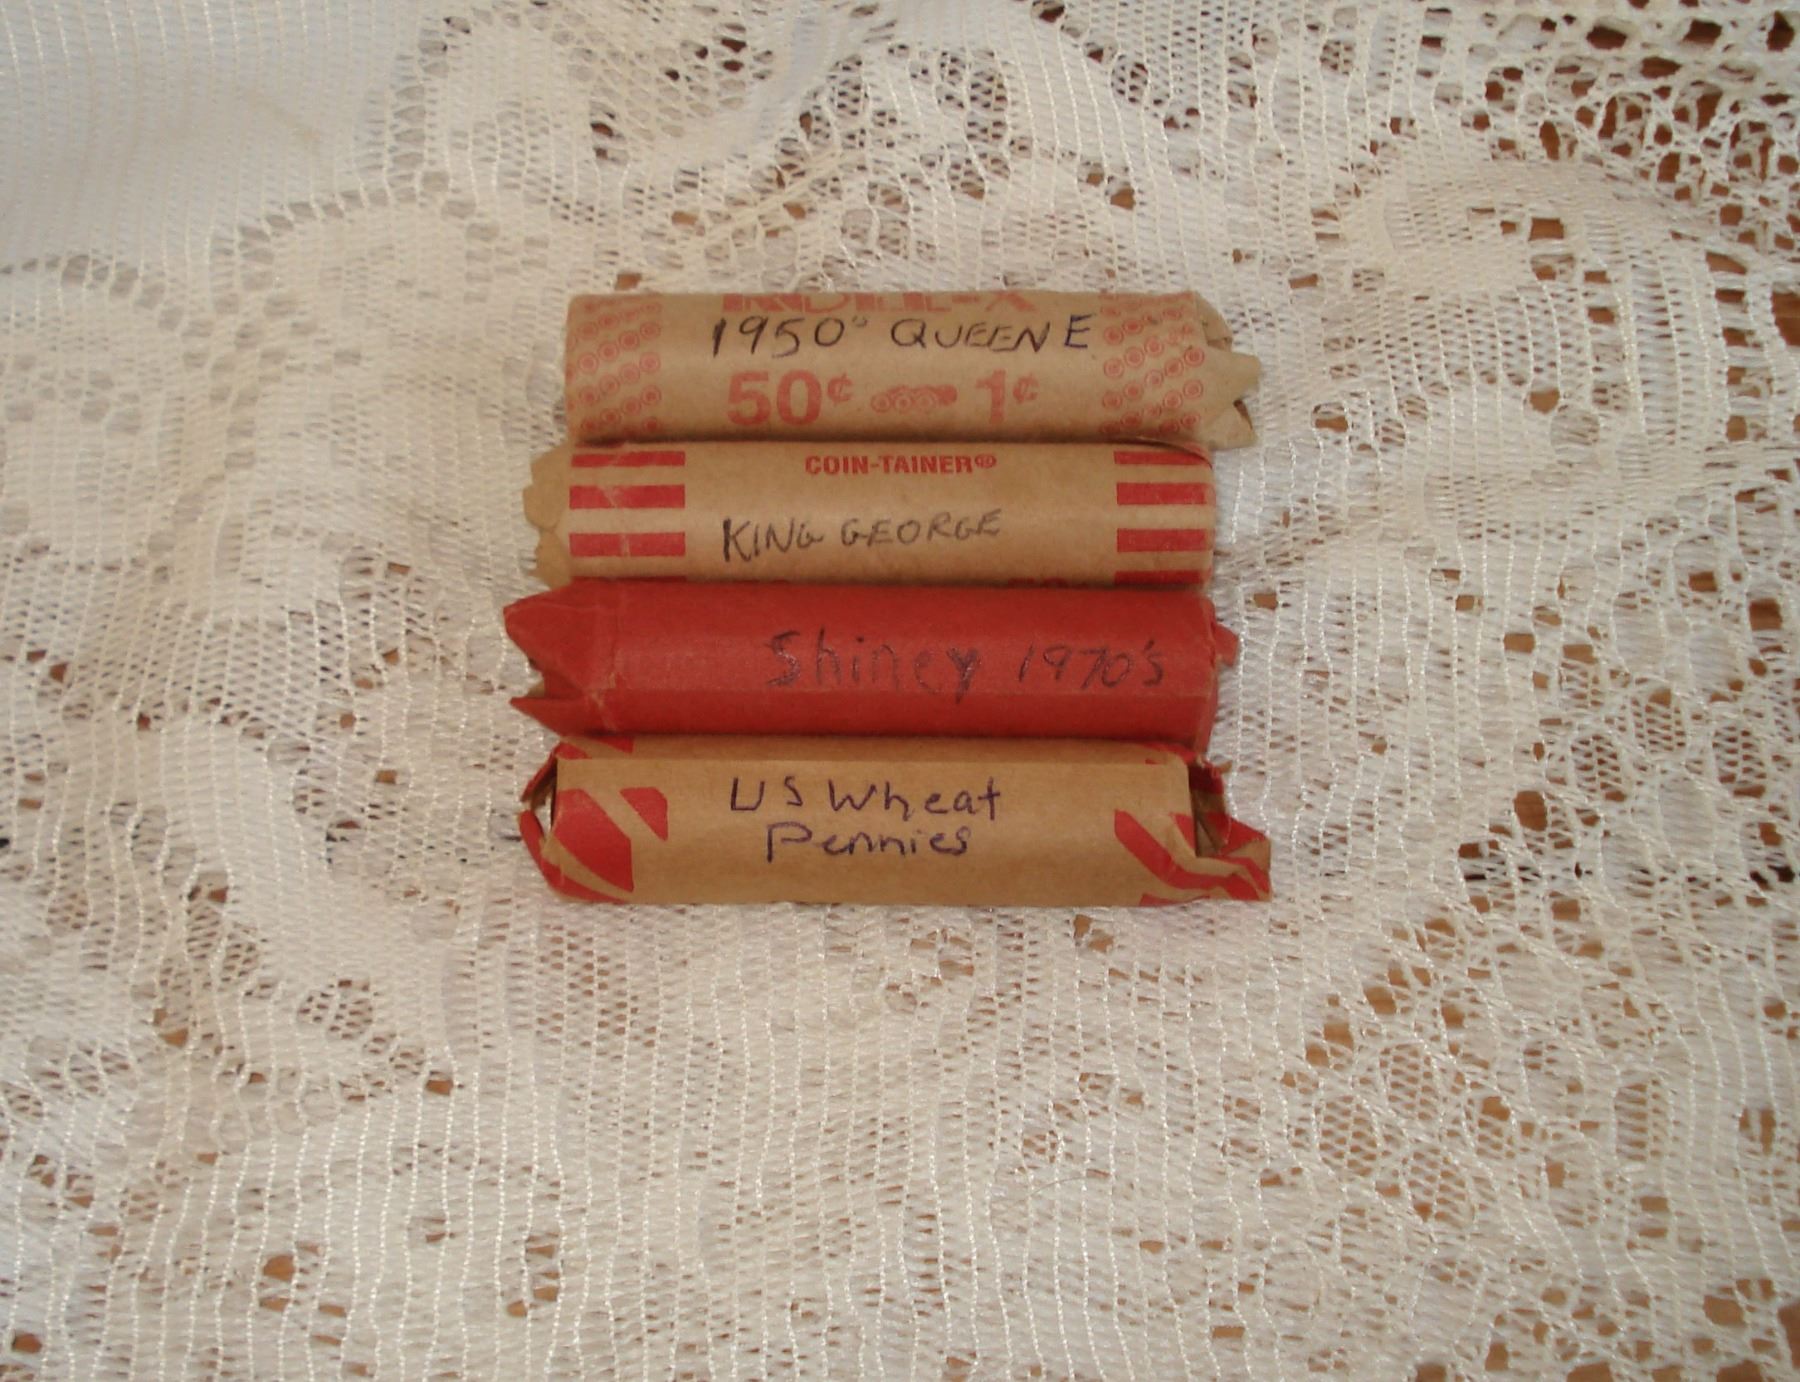 1950's QUEEN E
50¢ 1¢
COIN-TAINER®
KING GEORGE
Shiney 1970's
US Wheat
Pennies